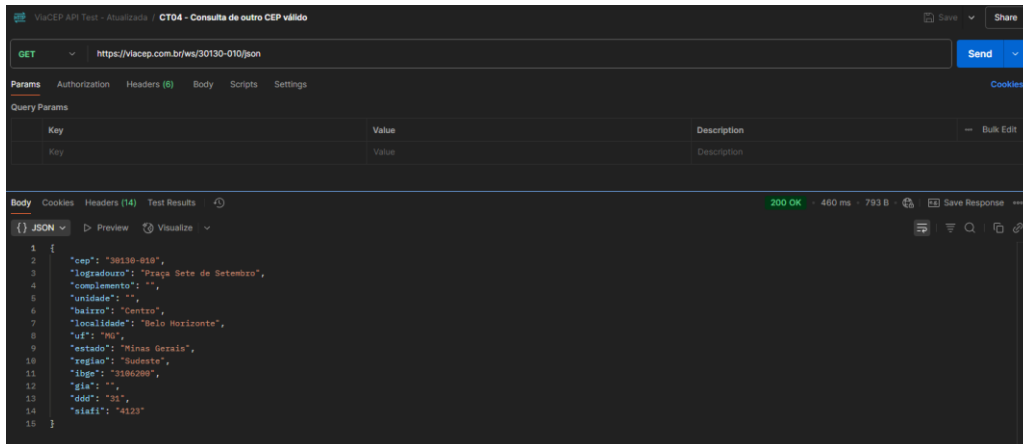 ViaCEP API Test - Atualizada / CT04 - Consulta de outro CEP válido Save Share
GET https://viacep.com.br/ws/30130-010/json Send
Params Authorization Headers (6) Body Scripts Settings Cookies
Query Params
Key Value Description Bulk Edit
Key Value Description
Body Cookies Headers (14) Test Results 200 OK 460 ms 793 B Save Response
{} JSON Preview Visualize
1 {
2 "cep": "30130-010",
3 "logradouro": "Praça Sete de Setembro",
4 "complemento": "",
5 "unidade": "",
6 "bairro": "Centro",
7 "localidade": "Belo Horizonte",
8 "uf": "MG",
9 "estado": "Minas Gerais",
10 "regiao": "Sudeste",
11 "ibge": "3106200",
12 "gia": "",
13 "ddd": "31",
14 "siafi": "4123"
15 }